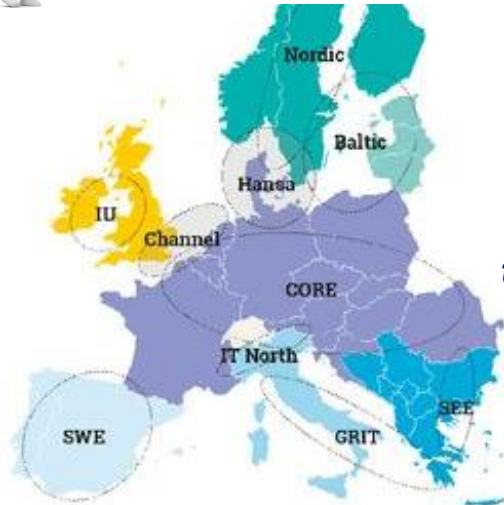 Nordic
Baltic
Hansa
IU
Channel
CORE
IT North
SEE
SWE
GRIT